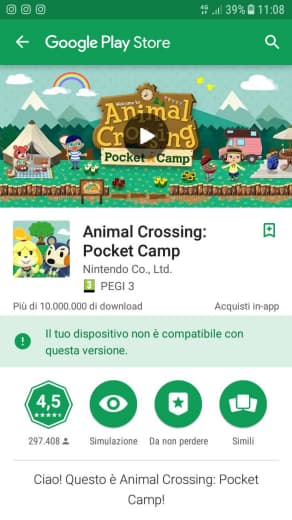 4G 39% 11:08
Google Play Store
Welcome to
Animal
Crossing
Pocket Camp
Animal Crossing:
Pocket Camp
Nintendo Co., Ltd.
3 PEGI 3
Più di 10.000.000 di download
Acquisti in-app
Il tuo dispositivo non è compatibile con
questa versione.
4,5
297.408
Simulazione
Da non perdere
Simili
Ciao! Questo è Animal Crossing: Pocket
Camp!